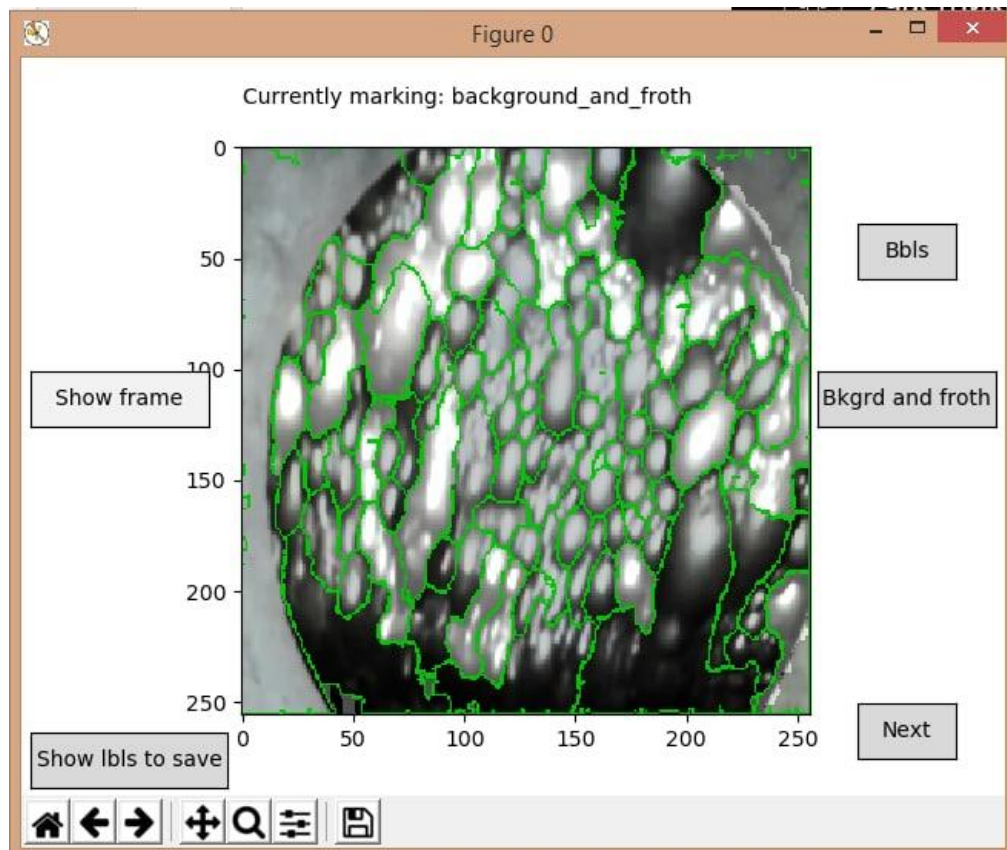 Figure 0
Currently marking: background_and_froth
0
50
100
150
200
250
0 50 100 150 200 250
Bbls
Show frame
Bkgrd and froth
Next
Show lbls to save